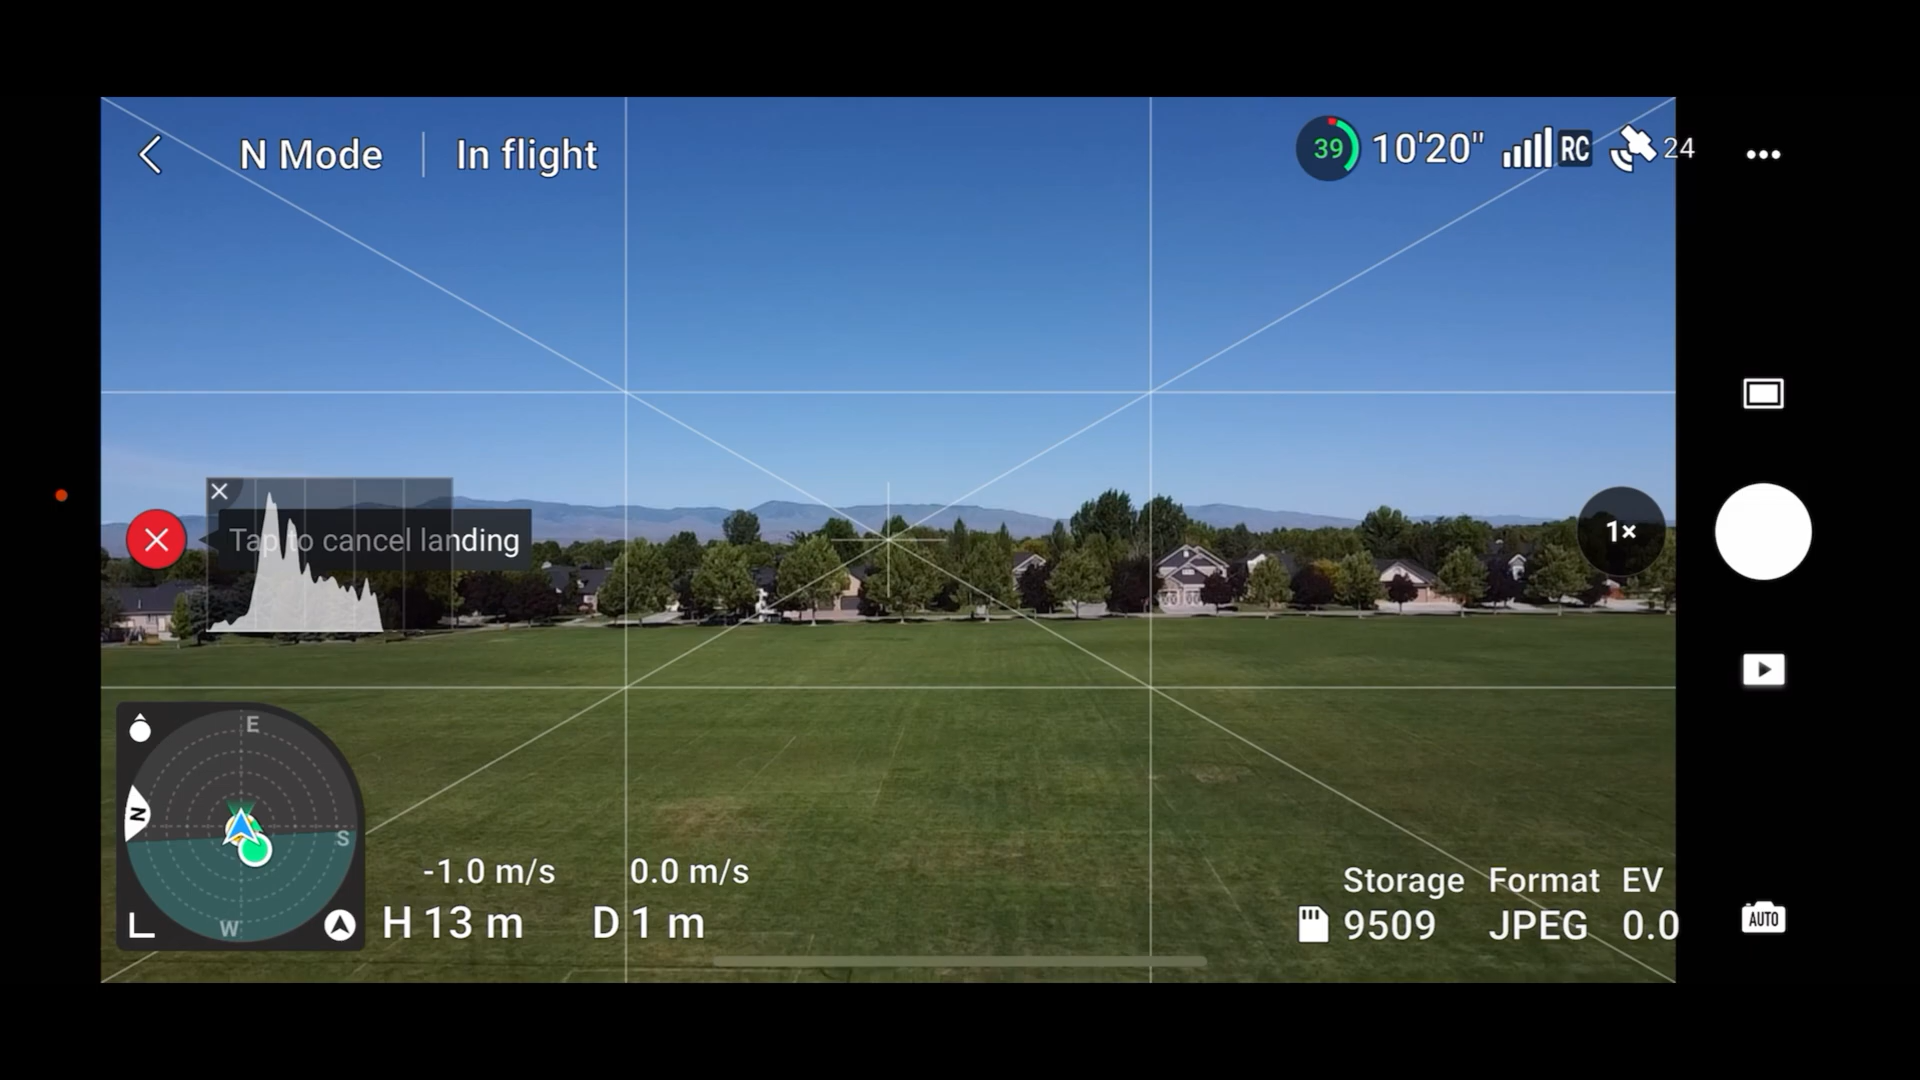 N Mode | In flight
39 10'20" RC 24
Tap to cancel landing
1×
E
N
S
W
-1.0 m/s 0.0 m/s
H 13 m D 1 m
Storage Format EV
9509 JPEG 0.0
AUTO